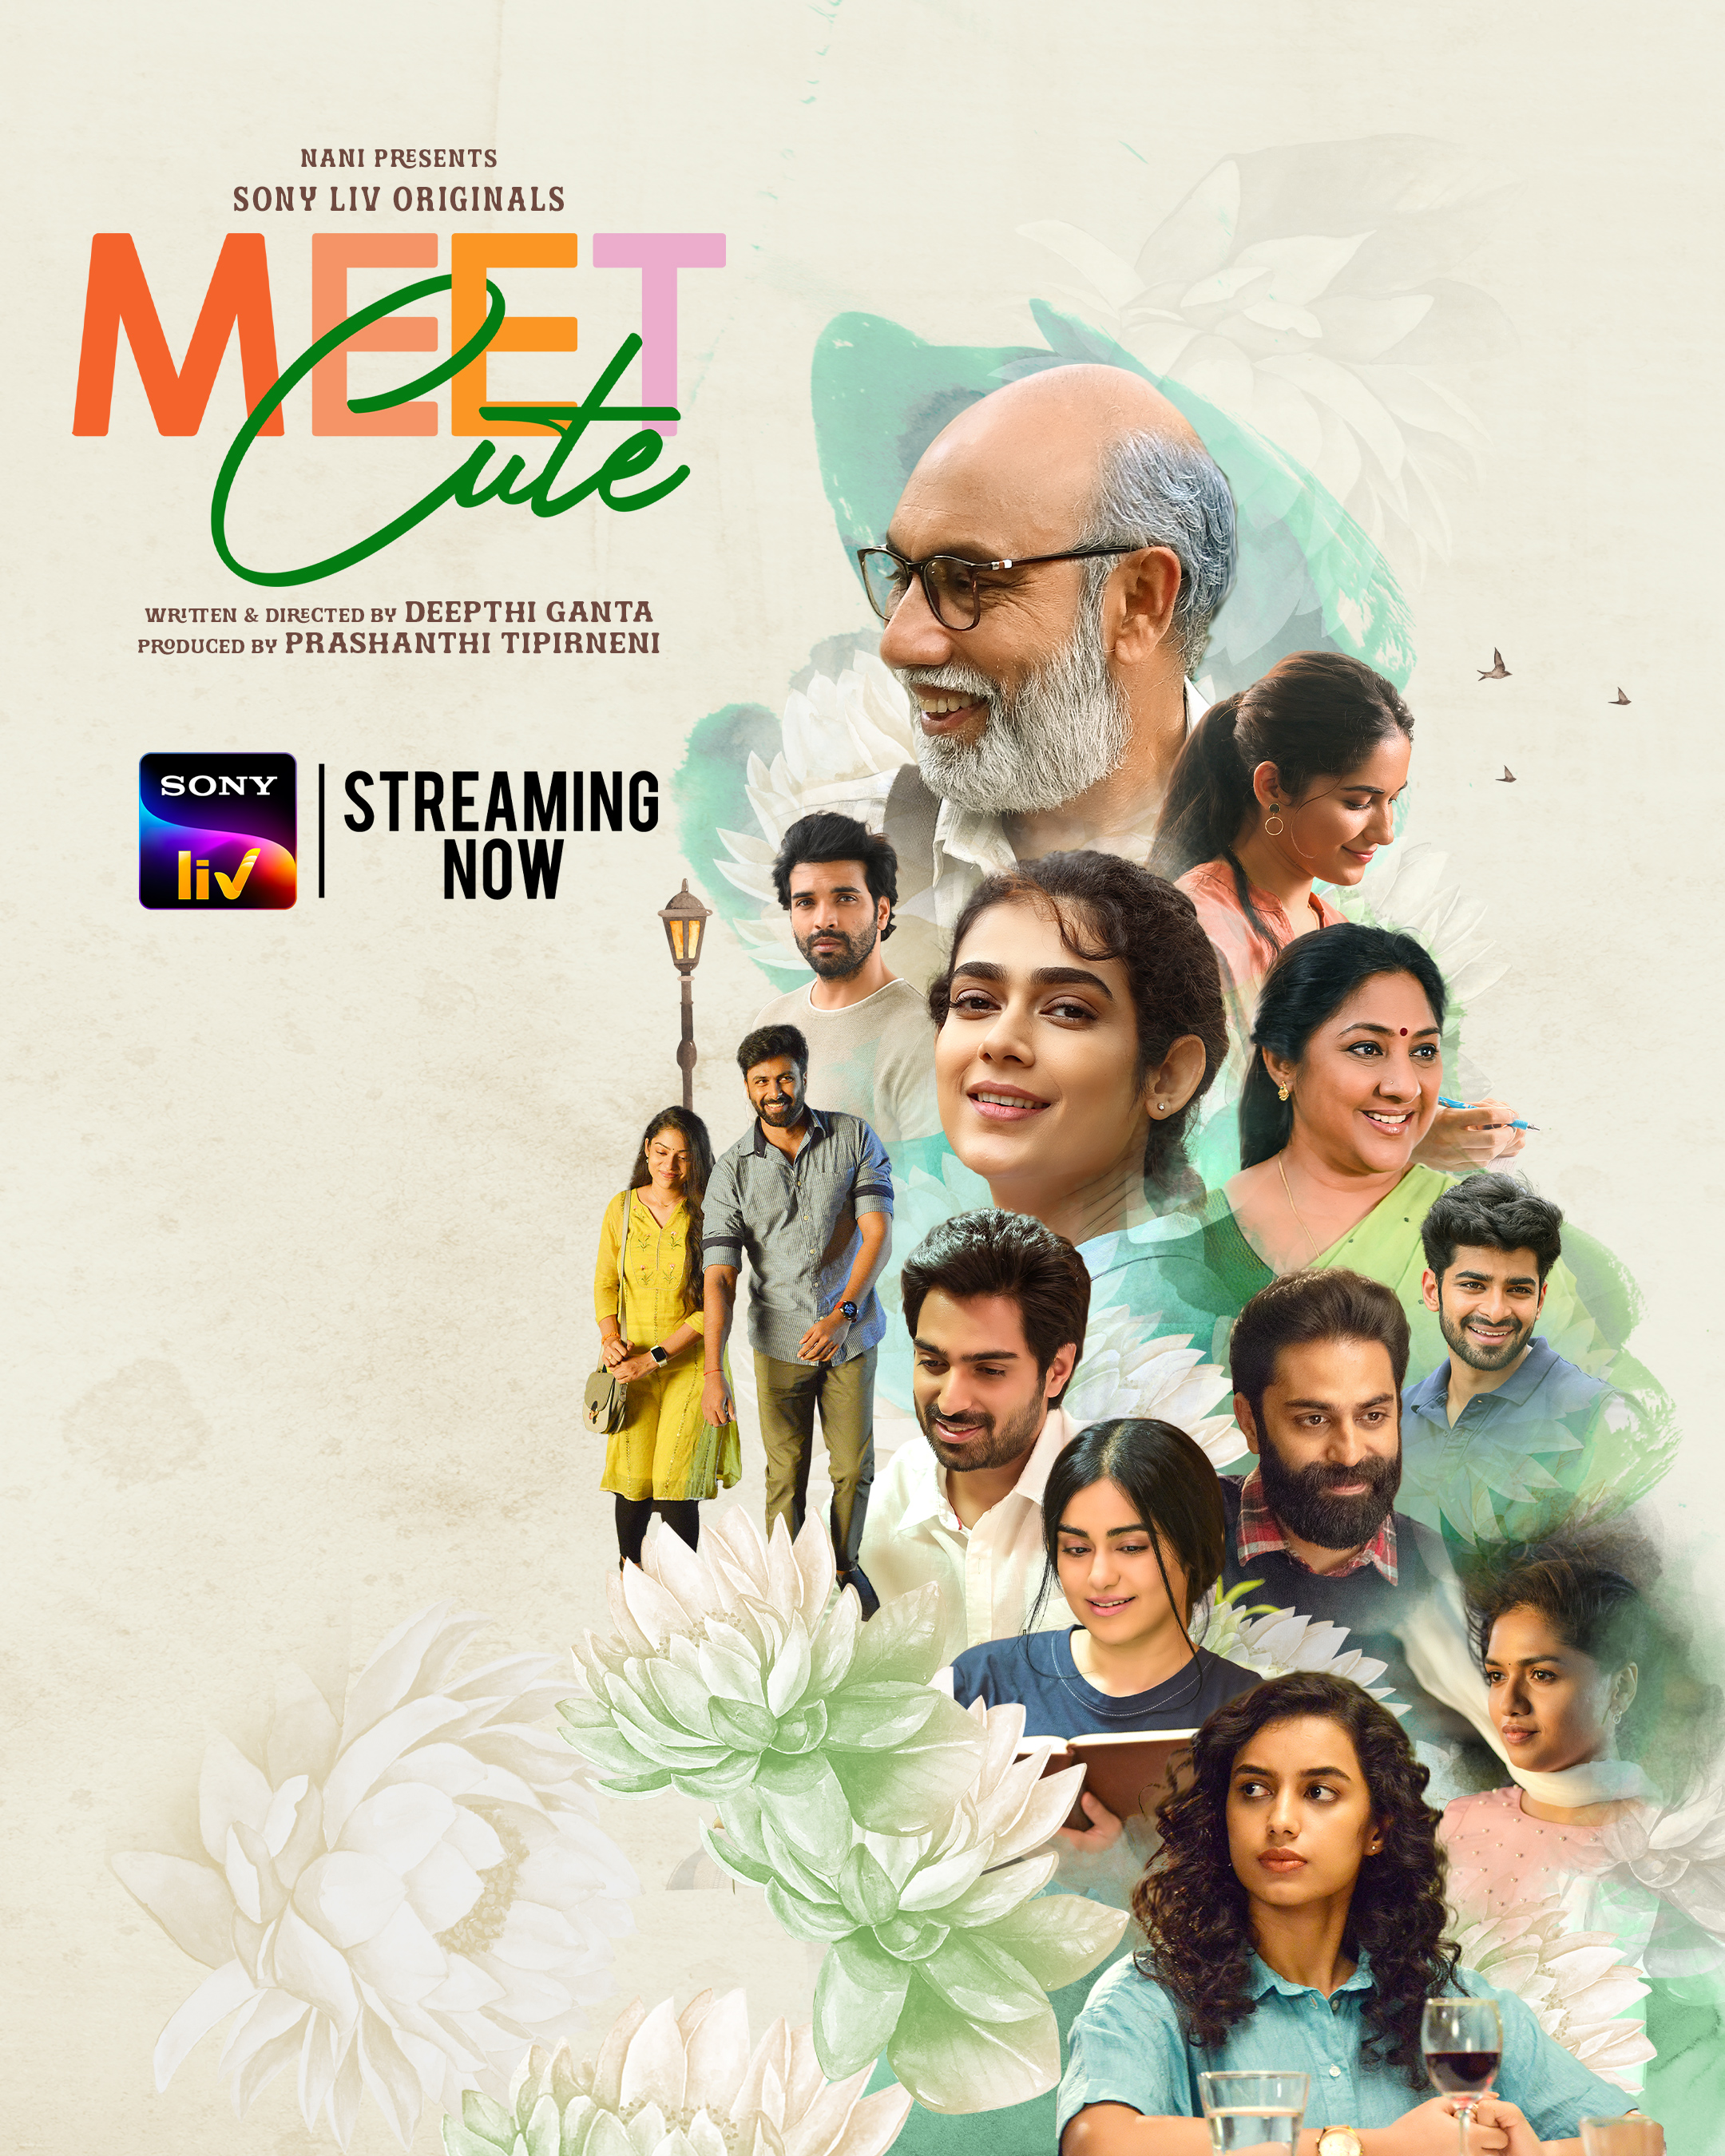 NANI PRESENTS
SONY LIV ORIGINALS
MEET
Cute
WRITTEN & DIRECTED BY DEEPTHI GANTA
PRODUCED BY PRASHANTHI TIPIRNENI
SONY
liv
STREAMING
NOW